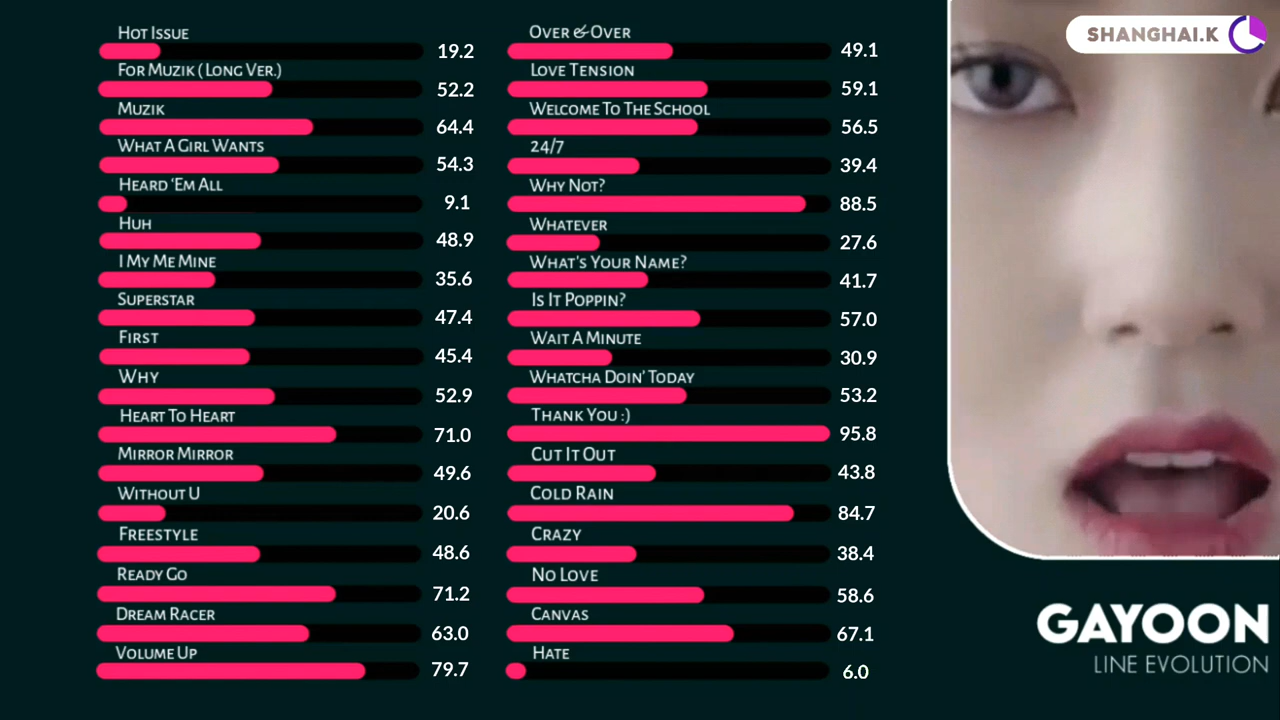 HOT ISSUE
19.2
FOR MUZIK (LONG VER.)
52.2
MUZIK
64.4
WHAT A GIRL WANTS
54.3
HEARD ‘EM ALL
9.1
HUH
48.9
I MY ME MINE
35.6
SUPERSTAR
47.4
FIRST
45.4
WHY
52.9
HEART TO HEART
71.0
MIRROR MIRROR
49.6
WITHOUT U
20.6
FREESTYLE
48.6
READY GO
71.2
DREAM RACER
63.0
VOLUME UP
79.7
OVER & OVER
49.1
LOVE TENSION
59.1
WELCOME TO THE SCHOOL
56.5
24/7
39.4
WHY NOT?
88.5
WHATEVER
27.6
WHAT'S YOUR NAME?
41.7
IS IT POPPIN?
57.0
WAIT A MINUTE
30.9
WHATCHA DOIN' TODAY
53.2
THANK YOU :)
95.8
CUT IT OUT
43.8
COLD RAIN
84.7
CRAZY
38.4
NO LOVE
58.6
CANVAS
67.1
HATE
6.0
SHANGHAI.K
GAYOON
LINE EVOLUTION